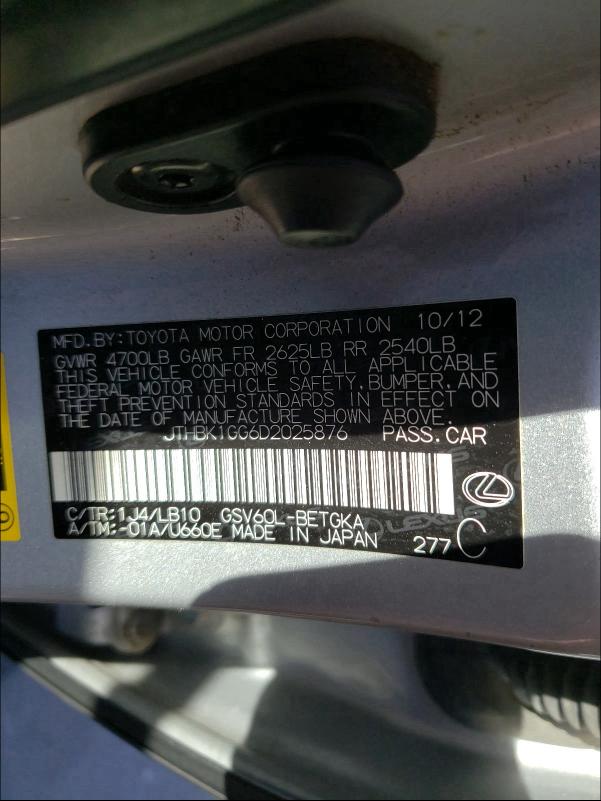 MFD.BY:TOYOTA MOTOR CORPORATION 10/12
GVWR 4700LB GAWR FR 2625LB RR 2540LB
THIS VEHICLE CONFORMS TO ALL APPLICABLE
FEDERAL MOTOR VEHICLE SAFETY,BUMPER,AND
THEFT PREVENTION STANDARDS IN EFFECT ON
THE DATE OF MANUFACTURE SHOWN ABOVE.
JTHBK1GG6D2025876 PASS.CAR
C/TR:1J4/LB10 GSV60L-BETGKA
A/TM:-01A/U660E MADE IN JAPAN
277 C
LEXUS